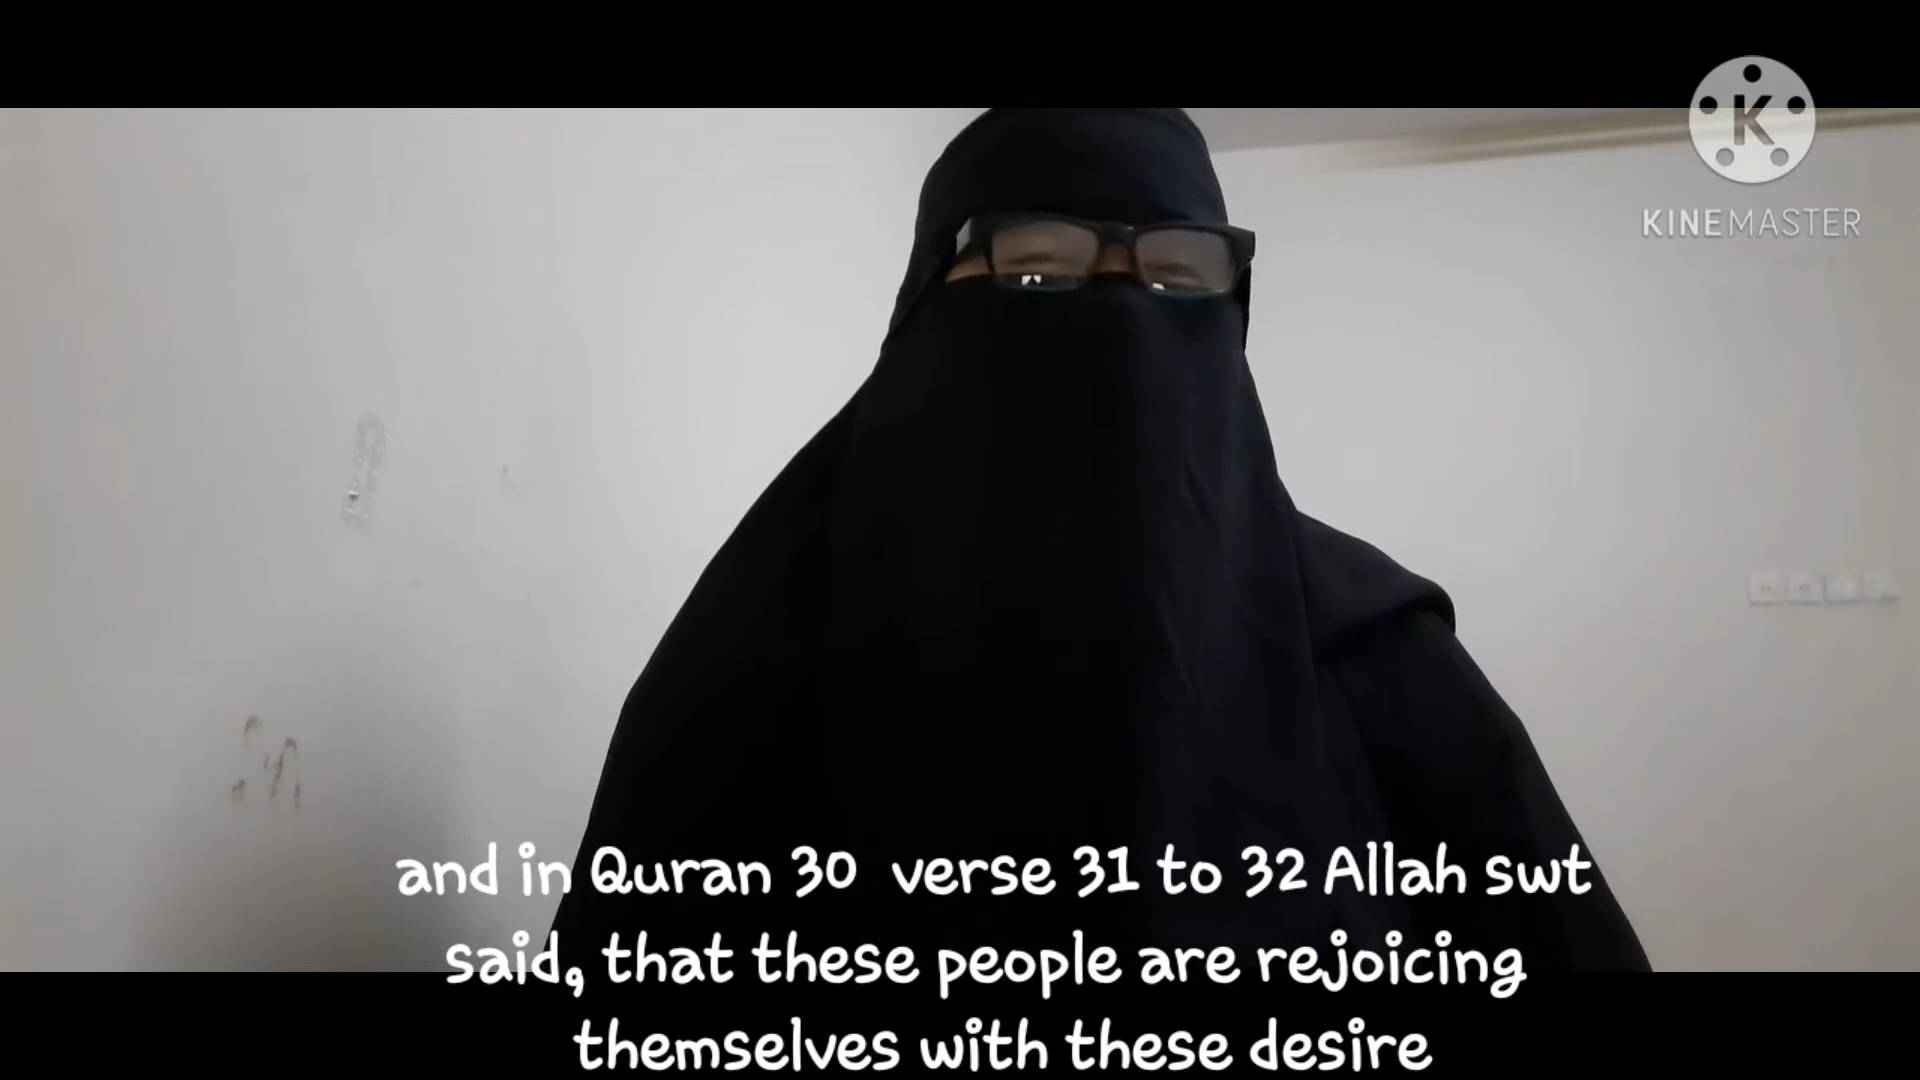 K
KINEMASTER
and in Quran 30 verse 31 to 32 Allah swt
said, that these people are rejoicing
themselves with these desire